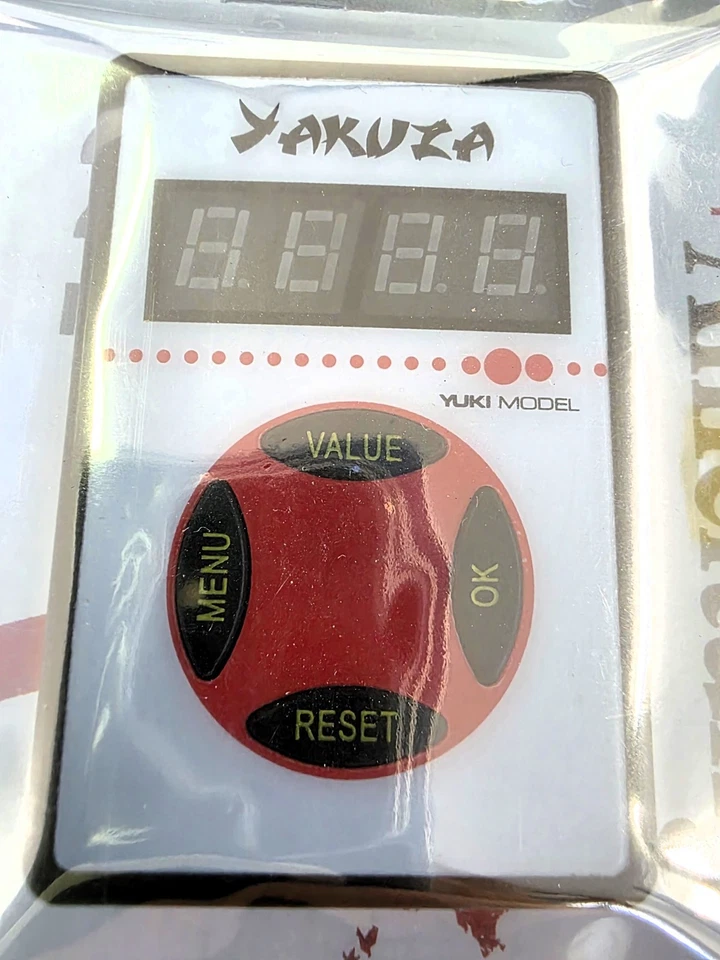 YAKUZA
YUKI MODEL
VALUE
MENU
OK
RESET